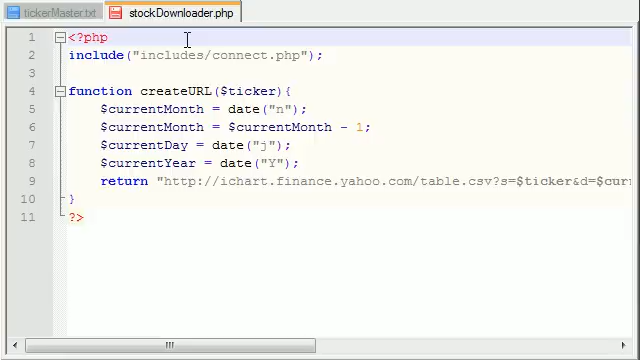 tickerMaster.txt stockDownloader.php
1 <?php
2 include("includes/connect.php");
3
4 function createURL($ticker){
5 $currentMonth = date("n");
6 $currentMonth = $currentMonth - 1;
7 $currentDay = date("j");
8 $currentYear = date("Y");
9 return "http://ichart.finance.yahoo.com/table.csv?s=$ticker&d=$curr
10 }
11 ?>